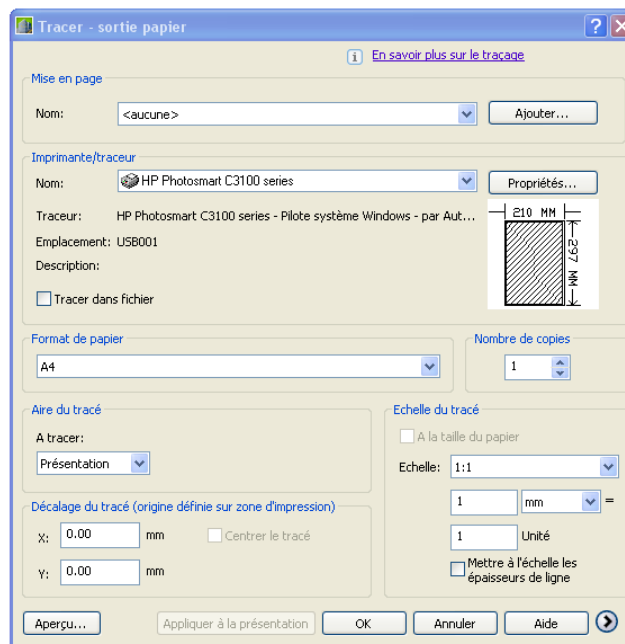 Tracer - sortie papier
En savoir plus sur le traçage
Mise en page
Nom: <aucune> Ajouter...
Imprimante/traceur
Nom: HP Photosmart C3100 series Propriétés...
Traceur: HP Photosmart C3100 series - Pilote système Windows - par Aut...
Emplacement: USB001
Description:
Tracer dans fichier
210 MM
297 MM
Format de papier
A4
Nombre de copies
1
Aire du tracé
A tracer:
Présentation
Echelle du tracé
A la taille du papier
Echelle: 1:1
1 mm =
1 Unité
Mettre à l'échelle les
épaisseurs de ligne
Décalage du tracé (origine définie sur zone d'impression)
X: 0.00 mm Centrer le tracé
Y: 0.00 mm
Aperçu... Appliquer à la présentation OK Annuler Aide